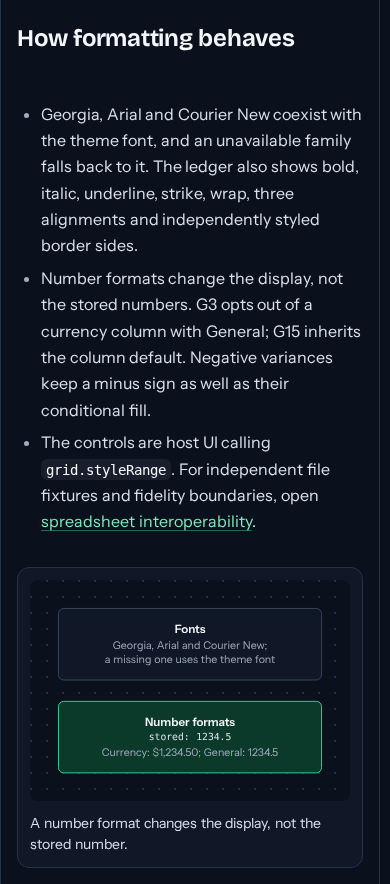 How formatting behaves
Georgia, Arial and Courier New coexist with
the theme font, and an unavailable family
falls back to it. The ledger also shows bold,
italic, underline, strike, wrap, three
alignments and independently styled
border sides.
Number formats change the display, not
the stored numbers. G3 opts out of a
currency column with General; G15 inherits
the column default. Negative variances
keep a minus sign as well as their
conditional fill.
The controls are host UI calling
grid.styleRange. For independent file
fixtures and fidelity boundaries, open
spreadsheet interoperability.
Fonts
Georgia, Arial and Courier New;
a missing one uses the theme font
Number formats
stored: 1234.5
Currency: $1,234.50; General: 1234.5
A number format changes the display, not the
stored number.